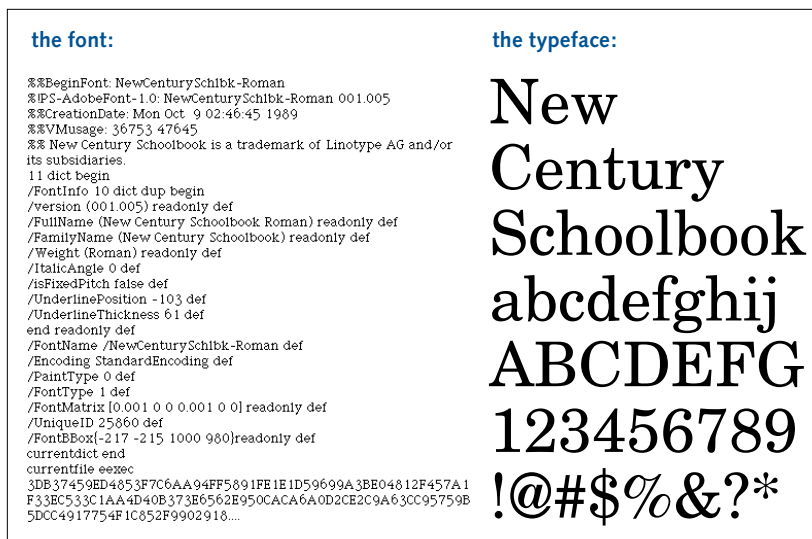 the font:
%%BeginFont: NewCenturySchlbk-Roman
%!PS-AdobeFont-1.0: NewCenturySchlbk-Roman 001.005
%%CreationDate: Mon Oct  9 02:46:45 1989
%%VMusage: 36753 47645
%% New Century Schoolbook is a trademark of Linotype AG and/or
its subsidiaries.
11 dict begin
/FontInfo 10 dict dup begin
/version (001.005) readonly def
/FullName (New Century Schoolbook Roman) readonly def
/FamilyName (New Century Schoolbook) readonly def
/Weight (Roman) readonly def
/ItalicAngle 0 def
/isFixedPitch false def
/UnderlinePosition -103 def
/UnderlineThickness 61 def
end readonly def
/FontName /NewCenturySchlbk-Roman def
/Encoding StandardEncoding def
/PaintType 0 def
/FontType 1 def
/FontMatrix [0.001 0 0 0.001 0 0] readonly def
/UniqueID 25860 def
/FontBBox{-217 -215 1000 980}readonly def
currentdict end
currentfile eexec
3DB37459ED4853F7C6AA94FF5891FE1E1D59699A3BE04812F457A1
F33EC533C1AA4D40B373E6562E950CACA6A0D2CE2C9A63CC95759B
5DCC4917754F1C852F9902918....
the typeface:
New
Century
Schoolbook
abcdefghij
ABCDEFG
123456789
!@#$%&?*